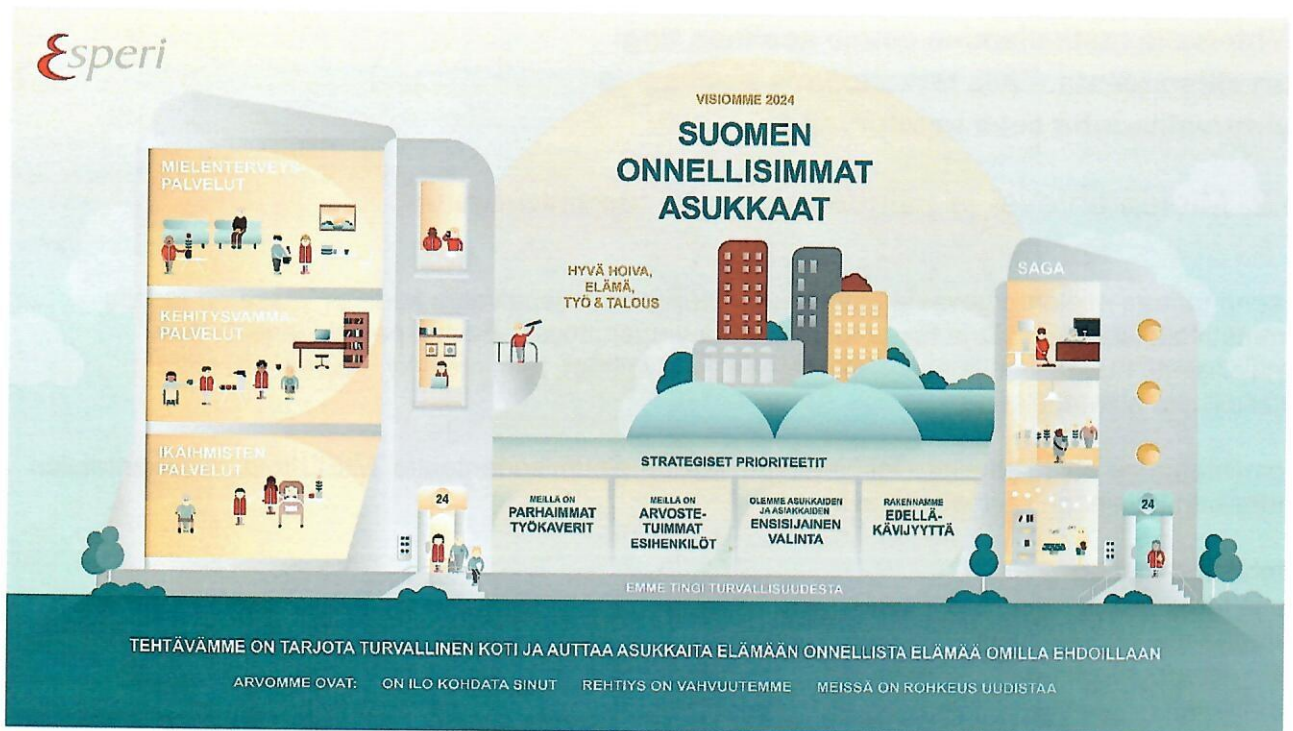 Esperi
VISIOMME 2024
SUOMEN
ONNELLISIMMAT
ASUKKAAT
HYVÄ HOIVA,
ELÄMÄ,
TYÖ & TALOUS
MIELENTERVEYS-
PALVELUT
KEHITYSVAMMA-
PALVELUT
IKÄIHMISTEN
PALVELUT
24
SAGA
24
STRATEGISET PRIORITEETIT
MEILLÄ ON
PARHAIMMAT
TYÖKAVERIT
MEILLÄ ON
ARVOSTE-
TUIMMAT
ESIHENKILÖT
OLEMME ASUKKAIDEN
JA ASIAKKAIDEN
ENSISIJAINEN
VALINTA
RAKENNAMME
EDELLÄ-
KÄVIJYYTTÄ
EMME TINGI TURVALLISUUDESTA
TEHTÄVÄMME ON TARJOTA TURVALLINEN KOTI JA AUTTAA ASUKKAITA ELÄMÄÄN ONNELLISTA ELÄMÄÄ OMILLA EHDOILLAAN
ARVOMME OVAT: ON ILO KOHDATA SINUT REHTIYS ON VAHVUUTEMME MEISSÄ ON ROHKEUS UUDISTAA